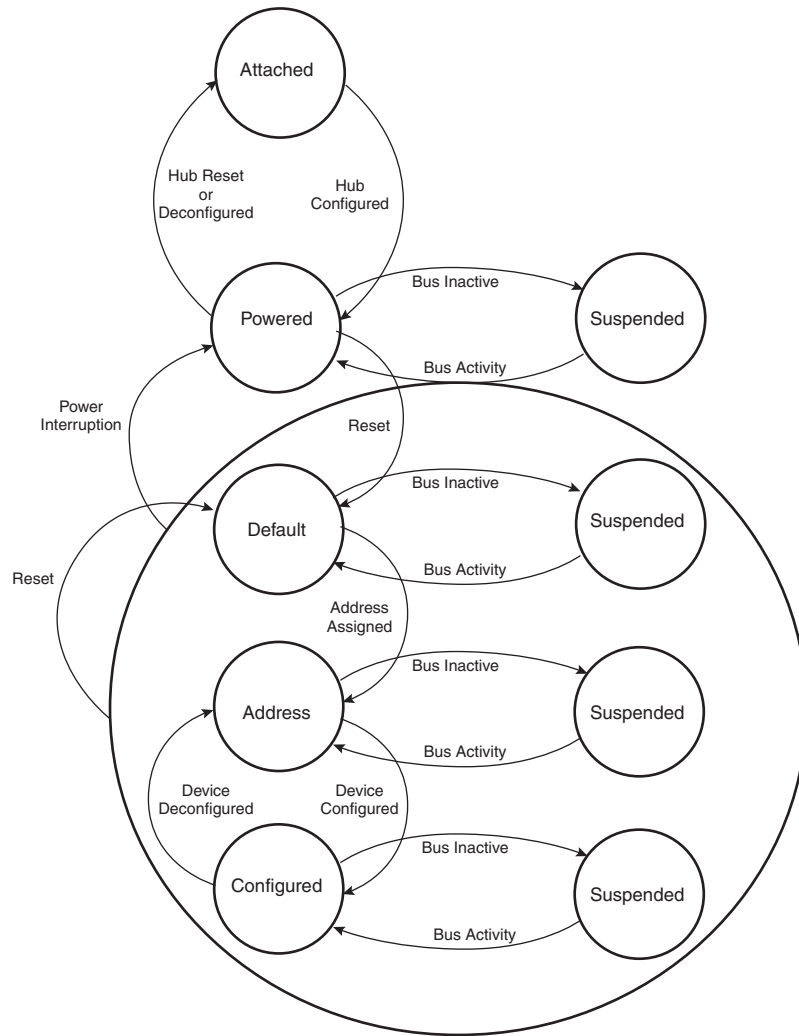 Attached
Hub Reset
or
Deconfigured
Hub
Configured
Powered
Bus Inactive
Suspended
Bus Activity
Power
Interruption
Reset
Default
Bus Inactive
Suspended
Bus Activity
Reset
Address
Assigned
Address
Bus Inactive
Suspended
Bus Activity
Device
Deconfigured
Device
Configured
Configured
Bus Inactive
Suspended
Bus Activity